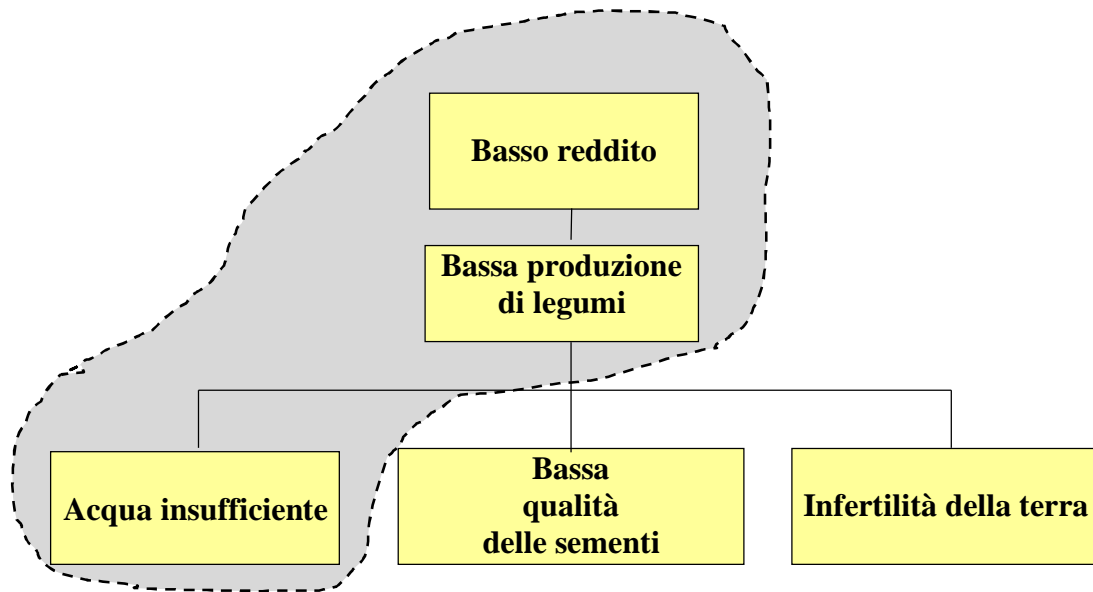 Basso reddito
Bassa produzione
di legumi
Acqua insufficiente
Bassa
qualità
delle sementi
Infertilità della terra